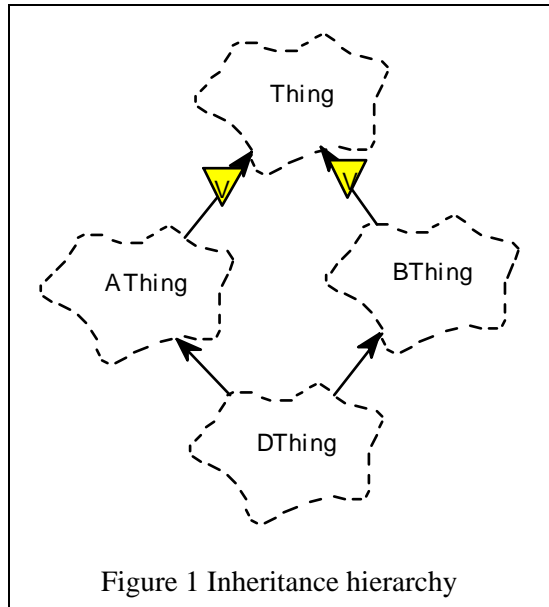 Thing
V V
AThing
BThing
DThing
Figure 1 Inheritance hierarchy